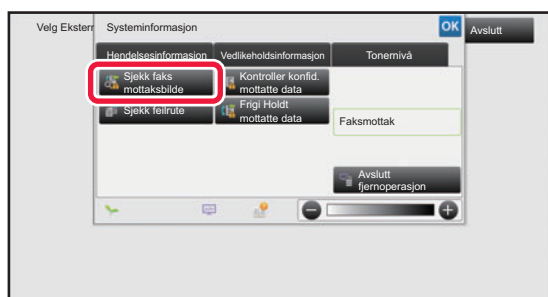 Velg Ekstern
Systeminformasjon
OK
Avslutt
Hendelsesinformasjon
Vedlikeholdsinformasjon
Tonernivå
Sjekk faks
mottaksbilde
Kontroller konfid.
mottatte data
Sjekk feilrute
Frigi Holdt
mottatte data
Faksmottak
Avslutt
fjernoperasjon